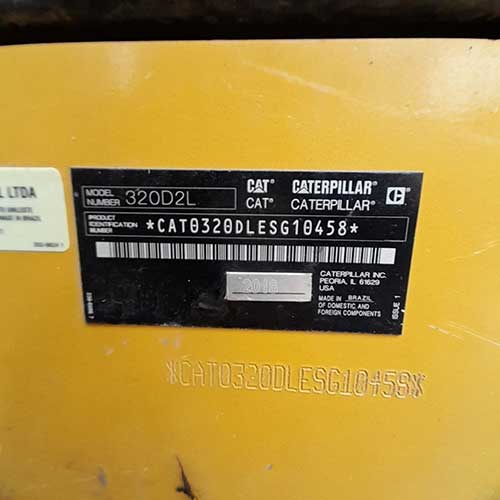 L LTDA
MODEL NUMBER 320D2L
CAT® CATERPILLAR®
CAT® CATERPILLAR®
PRODUCT IDENTIFICATION NUMBER *CAT0320DLESG10458*
CATERPILLAR INC.
PEORIA, IL 61629
USA
MADE IN BRAZIL
OF DOMESTIC AND
FOREIGN COMPONENTS
ISSUE 1
*CAT0320DLESG10458*